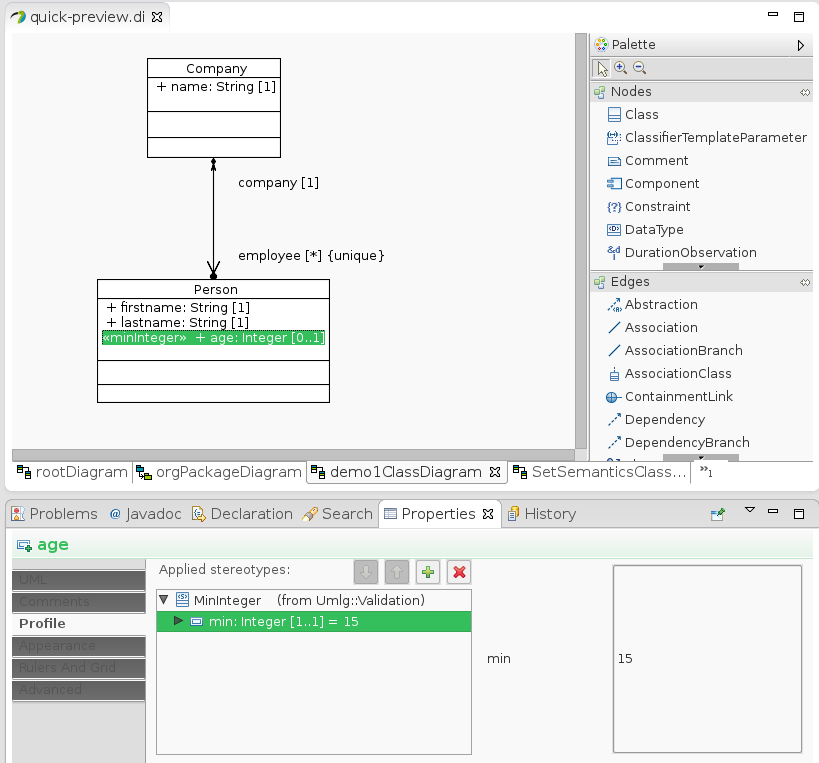 quick-preview.di
Company
+ name: String [1]
company [1]
employee [*] {unique}
Person
+ firstname: String [1]
+ lastname: String [1]
«minInteger» + age: Integer [0..1]
Palette
Nodes
Class
ClassifierTemplateParameter
Comment
Component
{?} Constraint
DataType
DurationObservation
Edges
Abstraction
Association
AssociationBranch
AssociationClass
ContainmentLink
Dependency
DependencyBranch
rootDiagram orgPackageDiagram demo1ClassDiagram SetSemanticsClass... »1
Problems @ Javadoc Declaration Search Properties History
age
Applied stereotypes:
UML
Comments
Profile
Appearance
Rulers And Grid
Advanced
MinInteger (from Umlg::Validation)
min: Integer [1..1] = 15
min
15